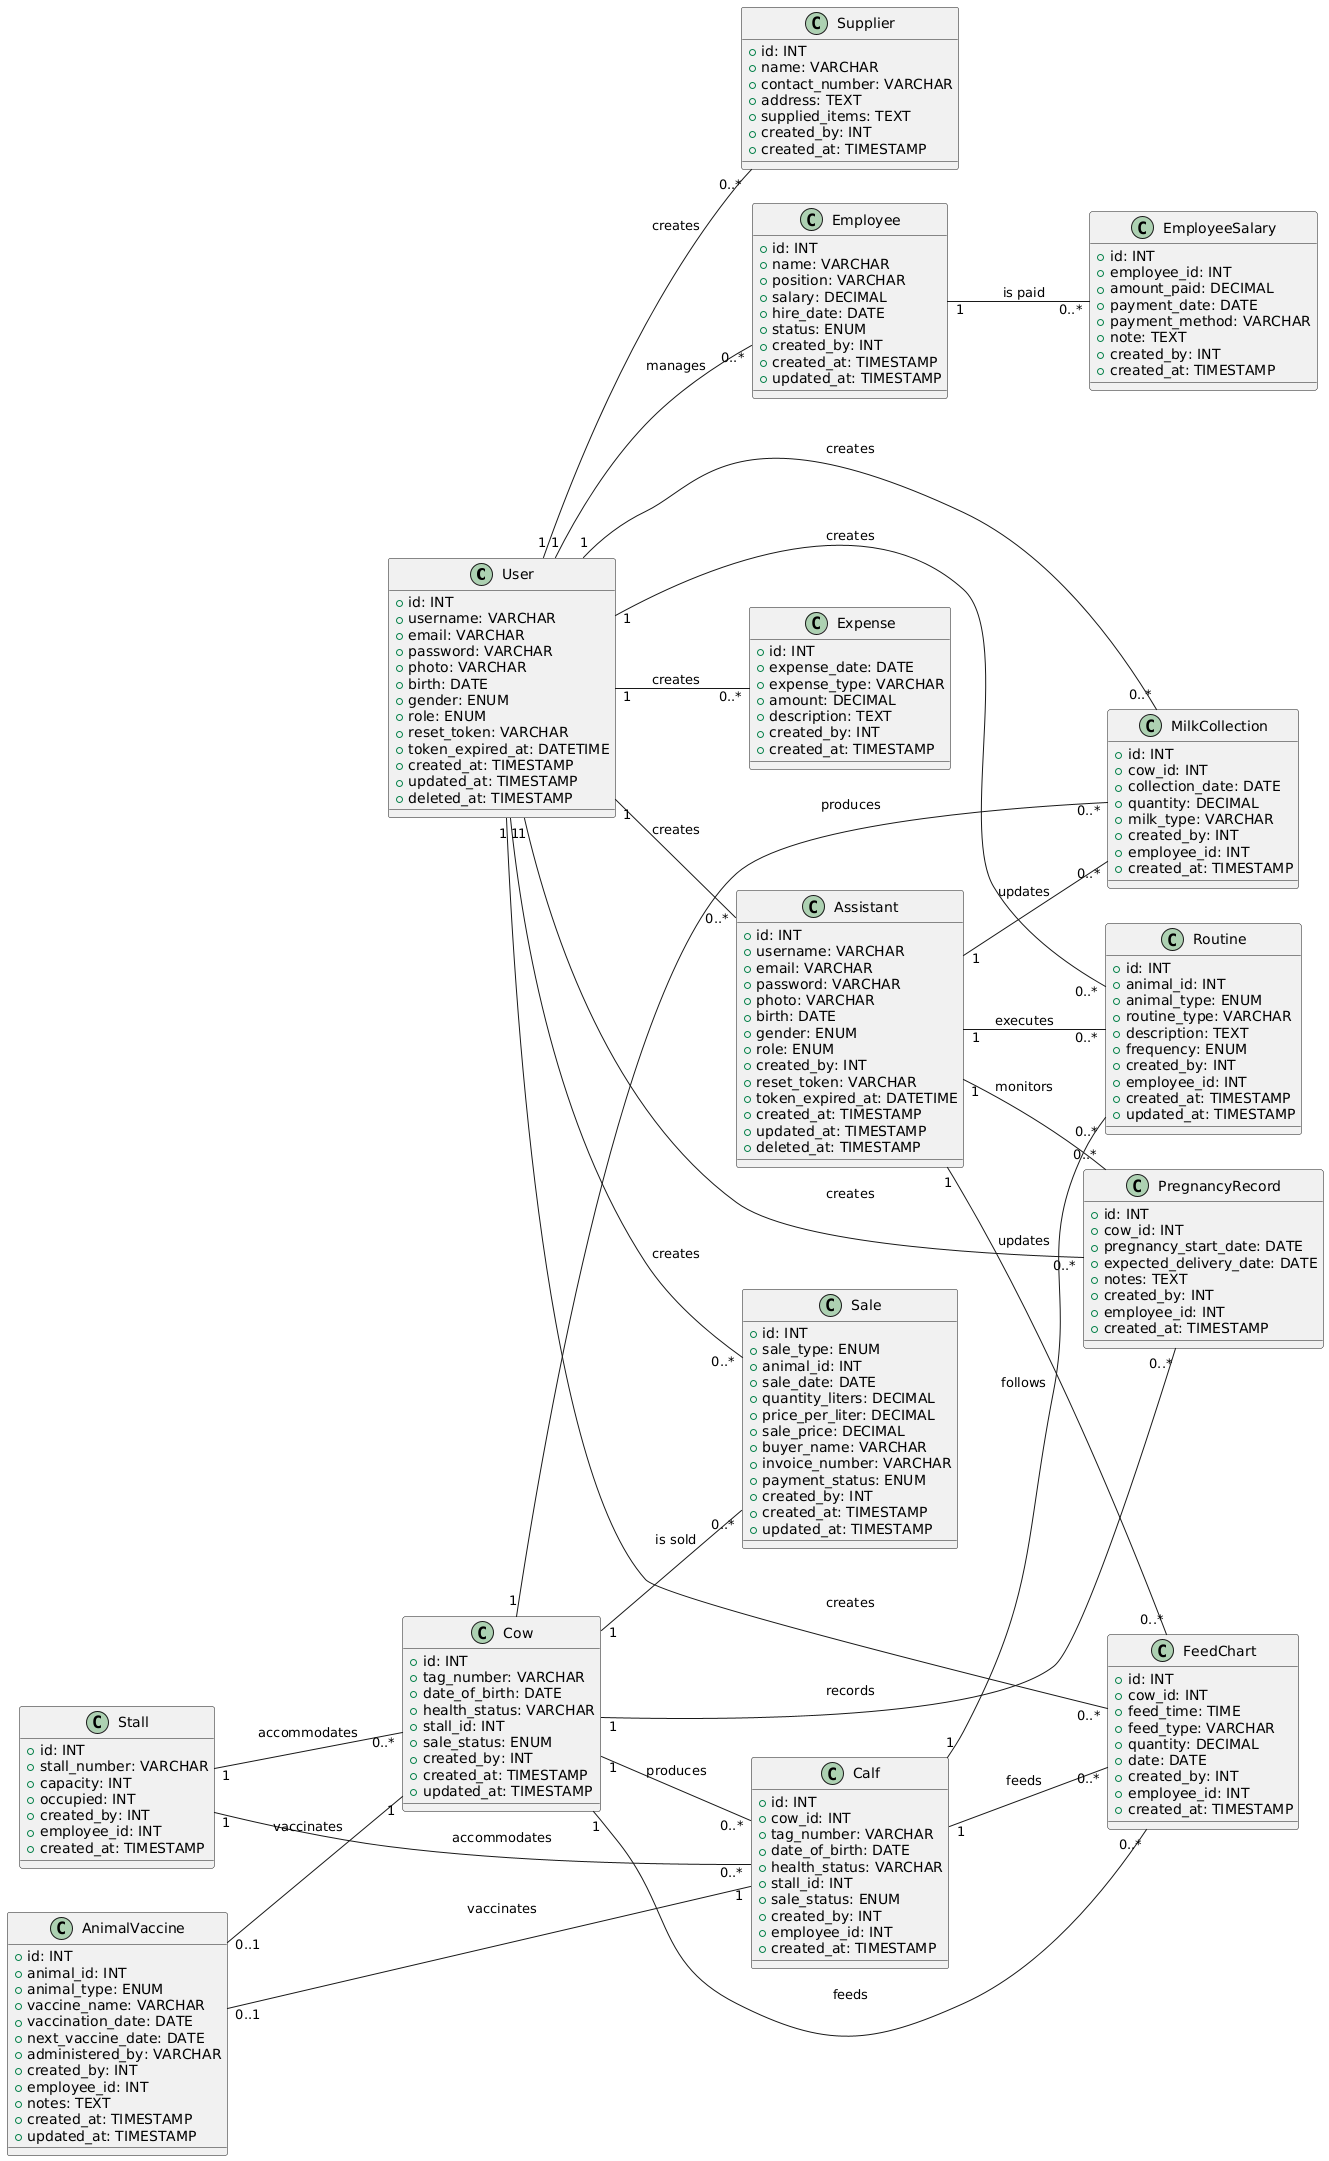 C Supplier
id: INT
name: VARCHAR
contact_number: VARCHAR
address: TEXT
supplied_items: TEXT
created_by: INT
created_at: TIMESTAMP
0..*
creates
C Employee
id: INT
name: VARCHAR
position: VARCHAR
salary: DECIMAL
hire_date: DATE
status: ENUM
created_by: INT
created_at: TIMESTAMP
updated_at: TIMESTAMP
0..*
manages
is paid
1
0..*
C EmployeeSalary
id: INT
employee_id: INT
amount_paid: DECIMAL
payment_date: DATE
payment_method: VARCHAR
note: TEXT
created_by: INT
created_at: TIMESTAMP
creates
creates
1
1
1
C User
id: INT
username: VARCHAR
email: VARCHAR
password: VARCHAR
photo: VARCHAR
birth: DATE
gender: ENUM
role: ENUM
reset_token: VARCHAR
token_expired_at: DATETIME
created_at: TIMESTAMP
updated_at: TIMESTAMP
deleted_at: TIMESTAMP
1
creates
1
0..*
1
creates
1
1
1
C Expense
id: INT
expense_date: DATE
expense_type: VARCHAR
amount: DECIMAL
description: TEXT
created_by: INT
created_at: TIMESTAMP
0..*
C MilkCollection
id: INT
cow_id: INT
collection_date: DATE
quantity: DECIMAL
milk_type: VARCHAR
created_by: INT
employee_id: INT
created_at: TIMESTAMP
produces
0..*
0..*
updates
0..*
C Assistant
id: INT
username: VARCHAR
email: VARCHAR
password: VARCHAR
photo: VARCHAR
birth: DATE
gender: ENUM
role: ENUM
created_by: INT
reset_token: VARCHAR
token_expired_at: DATETIME
created_at: TIMESTAMP
updated_at: TIMESTAMP
deleted_at: TIMESTAMP
1
executes
1
0..*
monitors
1
1
0..*
C Routine
id: INT
animal_id: INT
animal_type: ENUM
routine_type: VARCHAR
description: TEXT
frequency: ENUM
created_by: INT
employee_id: INT
created_at: TIMESTAMP
updated_at: TIMESTAMP
0..*
0..*
C PregnancyRecord
id: INT
cow_id: INT
pregnancy_start_date: DATE
expected_delivery_date: DATE
notes: TEXT
created_by: INT
employee_id: INT
created_at: TIMESTAMP
creates
updates
0..*
0..*
creates
0..*
C Sale
id: INT
sale_type: ENUM
animal_id: INT
sale_date: DATE
quantity_liters: DECIMAL
price_per_liter: DECIMAL
sale_price: DECIMAL
buyer_name: VARCHAR
invoice_number: VARCHAR
payment_status: ENUM
created_by: INT
created_at: TIMESTAMP
updated_at: TIMESTAMP
follows
0..*
is sold
1
1
creates
0..*
C Cow
id: INT
tag_number: VARCHAR
date_of_birth: DATE
health_status: VARCHAR
stall_id: INT
sale_status: ENUM
created_by: INT
created_at: TIMESTAMP
updated_at: TIMESTAMP
records
1
1
produces
0..*
1
1
C FeedChart
id: INT
cow_id: INT
feed_time: TIME
feed_type: VARCHAR
quantity: DECIMAL
date: DATE
created_by: INT
employee_id: INT
created_at: TIMESTAMP
0..*
feeds
0..*
0..*
C Stall
id: INT
stall_number: VARCHAR
capacity: INT
occupied: INT
created_by: INT
employee_id: INT
created_at: TIMESTAMP
accommodates
1
0..*
1
vaccinates
accommodates
0..*
1
C Calf
id: INT
cow_id: INT
tag_number: VARCHAR
date_of_birth: DATE
health_status: VARCHAR
stall_id: INT
sale_status: ENUM
created_by: INT
employee_id: INT
created_at: TIMESTAMP
1
1
C AnimalVaccine
id: INT
animal_id: INT
animal_type: ENUM
vaccine_name: VARCHAR
vaccination_date: DATE
next_vaccine_date: DATE
administered_by: VARCHAR
created_by: INT
employee_id: INT
notes: TEXT
created_at: TIMESTAMP
updated_at: TIMESTAMP
0..1
vaccinates
0..1
feeds